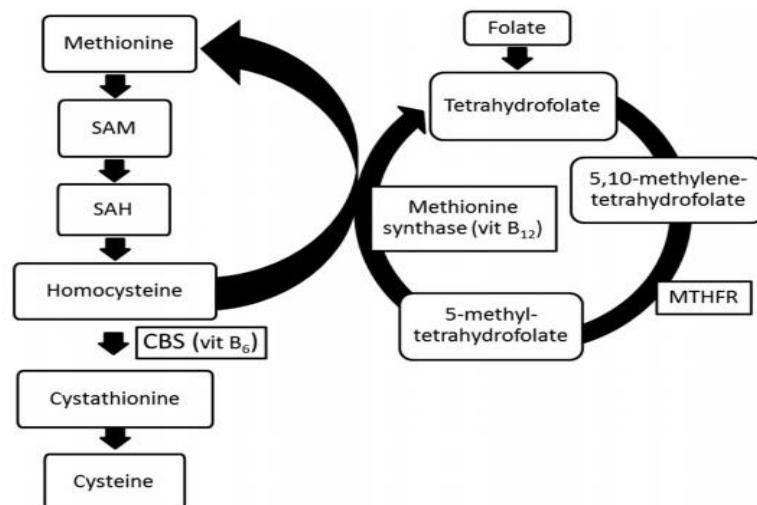 Methionine
SAM
SAH
Homocysteine
CBS (vit B₆)
Cystathionine
Cysteine
Folate
Tetrahydrofolate
5,10-methylene-
tetrahydrofolate
Methionine
synthase (vit B₁₂)
MTHFR
5-methyl-
tetrahydrofolate